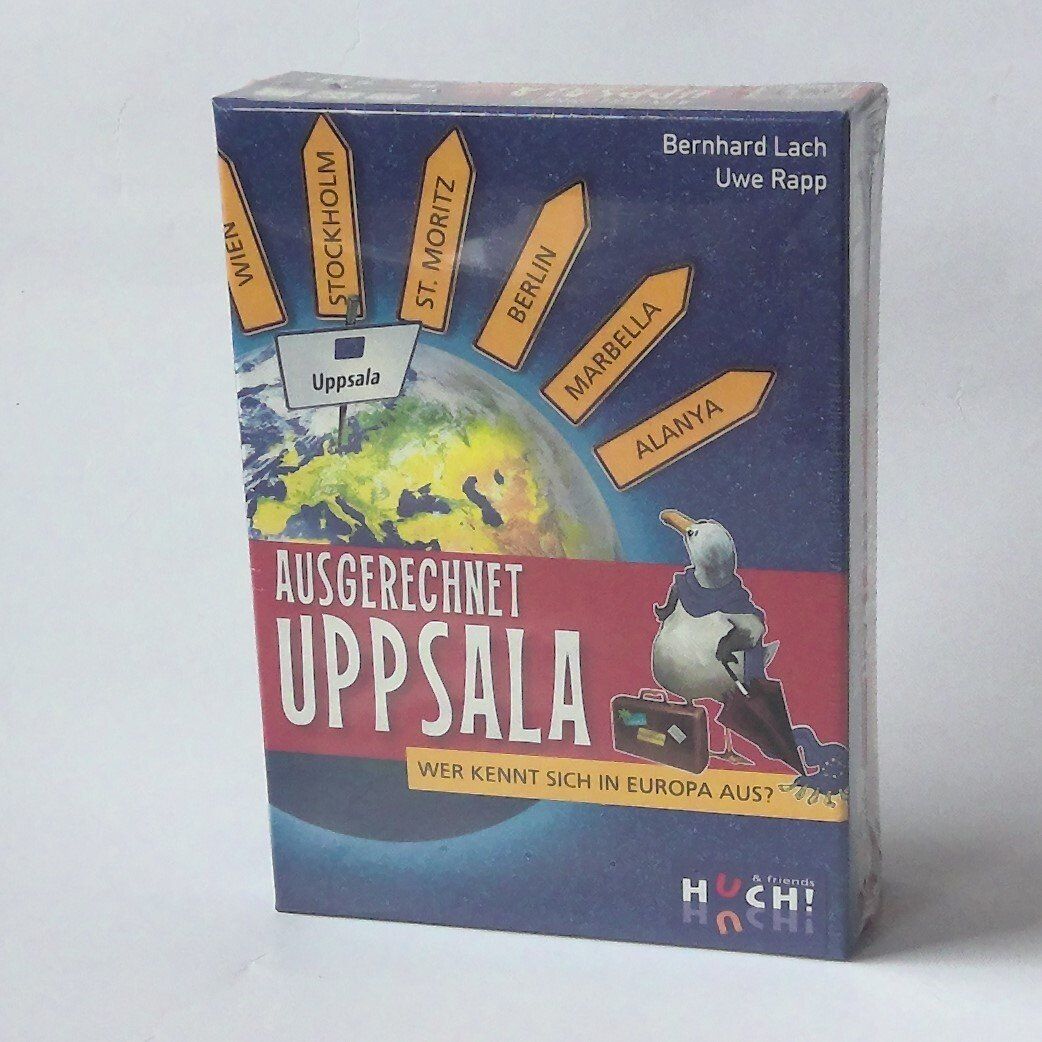 Bernhard Lach
Uwe Rapp
WIEN
STOCKHOLM
ST. MORITZ
BERLIN
MARBELLA
ALANYA
Uppsala
AUSGERECHNET
UPPSALA
WER KENNT SICH IN EUROPA AUS?
& friends
HUCH!